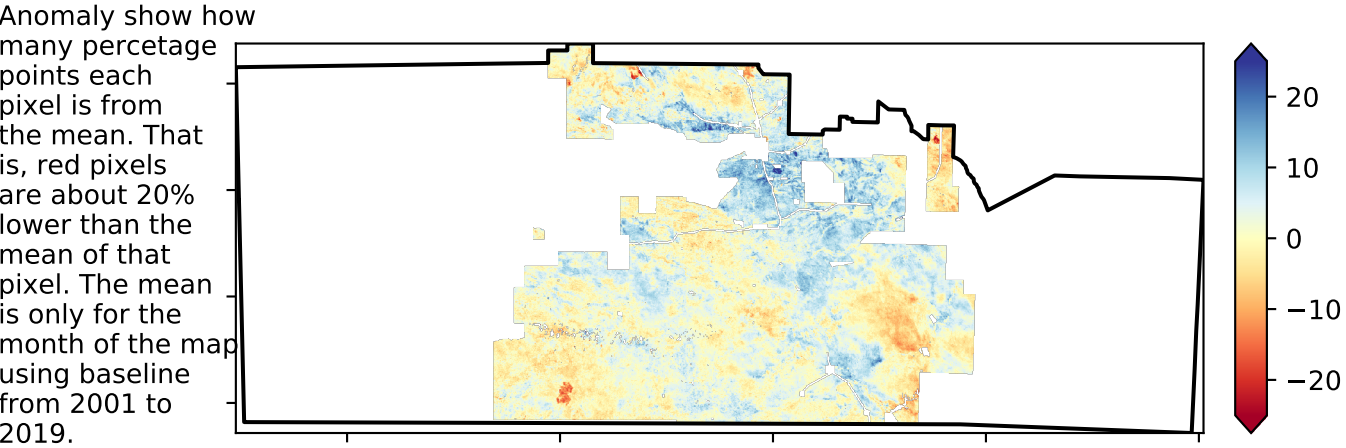 Anomaly show how
many percetage
points each
pixel is from
the mean. That
is, red pixels
are about 20%
lower than the
mean of that
pixel. The mean
is only for the
month of the map
using baseline
from 2001 to
2019.
20
10
0
−10
−20